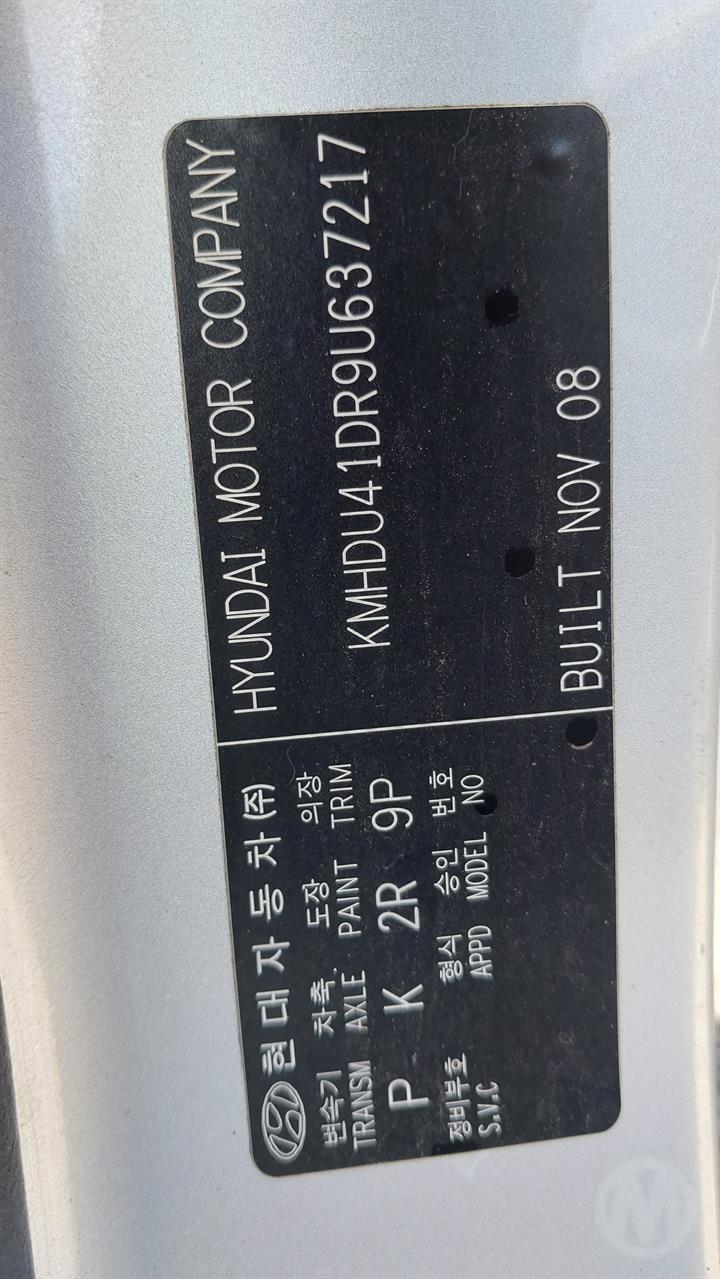 현대자동차(주)
변속기 차축 도장 의장
TRANSM AXLE PAINT TRIM
P K 2R 9P
정비부호 형식 승인 번호
S.V.C APPD MODEL NO
HYUNDAI MOTOR COMPANY
KMHDU41DR9U637217
BUILT NOV 08
M